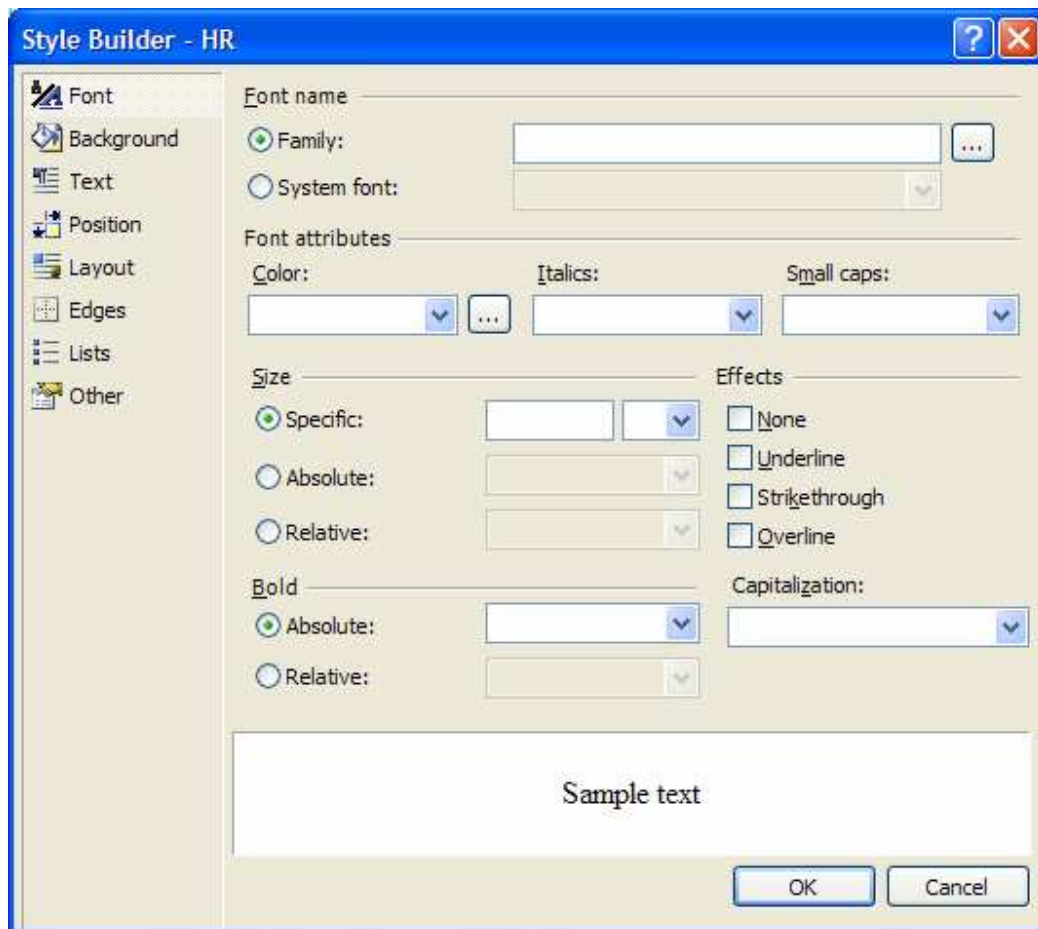 Style Builder - HR
?
Font
Background
Text
Position
Layout
Edges
Lists
Other
Font name
Family:
...
System font:
Font attributes
Color: Italics: Small caps:
...
Size
Specific:
Absolute:
Relative:
Effects
None
Underline
Strikethrough
Overline
Bold
Absolute:
Relative:
Capitalization:
Sample text
OK Cancel